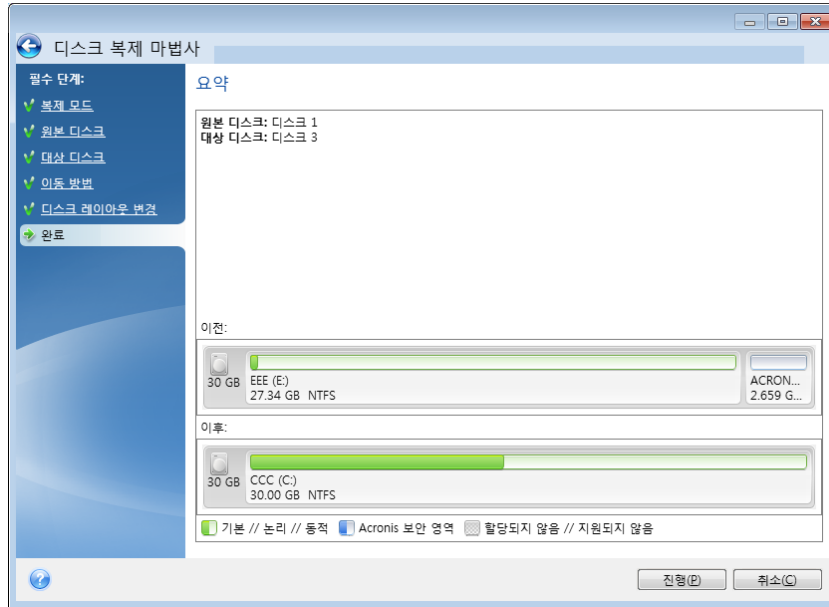 디스크 복제 마법사
필수 단계:
복제 모드
원본 디스크
대상 디스크
이동 방법
디스크 레이아웃 변경
완료
요약
원본 디스크: 디스크 1
대상 디스크: 디스크 3
이전:
30 GB
EEE (E:)
27.34 GB NTFS
ACRON...
2.659 G...
이후:
30 GB
CCC (C:)
30.00 GB NTFS
기본 // 논리 // 동적 Acronis 보안 영역 할당되지 않음 // 지원되지 않음
진행(P) 취소(C)